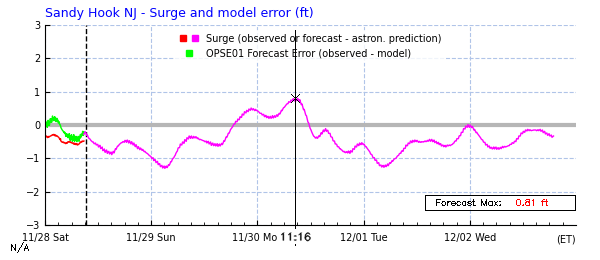 Sandy Hook NJ - Surge and model error (ft)
3
Surge (observed or forecast - astron. prediction)
OPSE01 Forecast Error (observed - model)
2
1
0
−1
−2
Forecast Max: 0.81 ft
−3
11/28 Sat 11/29 Sun 11/30 Mo 11:16 12/01 Tue 12/02 Wed (ET)
N/A